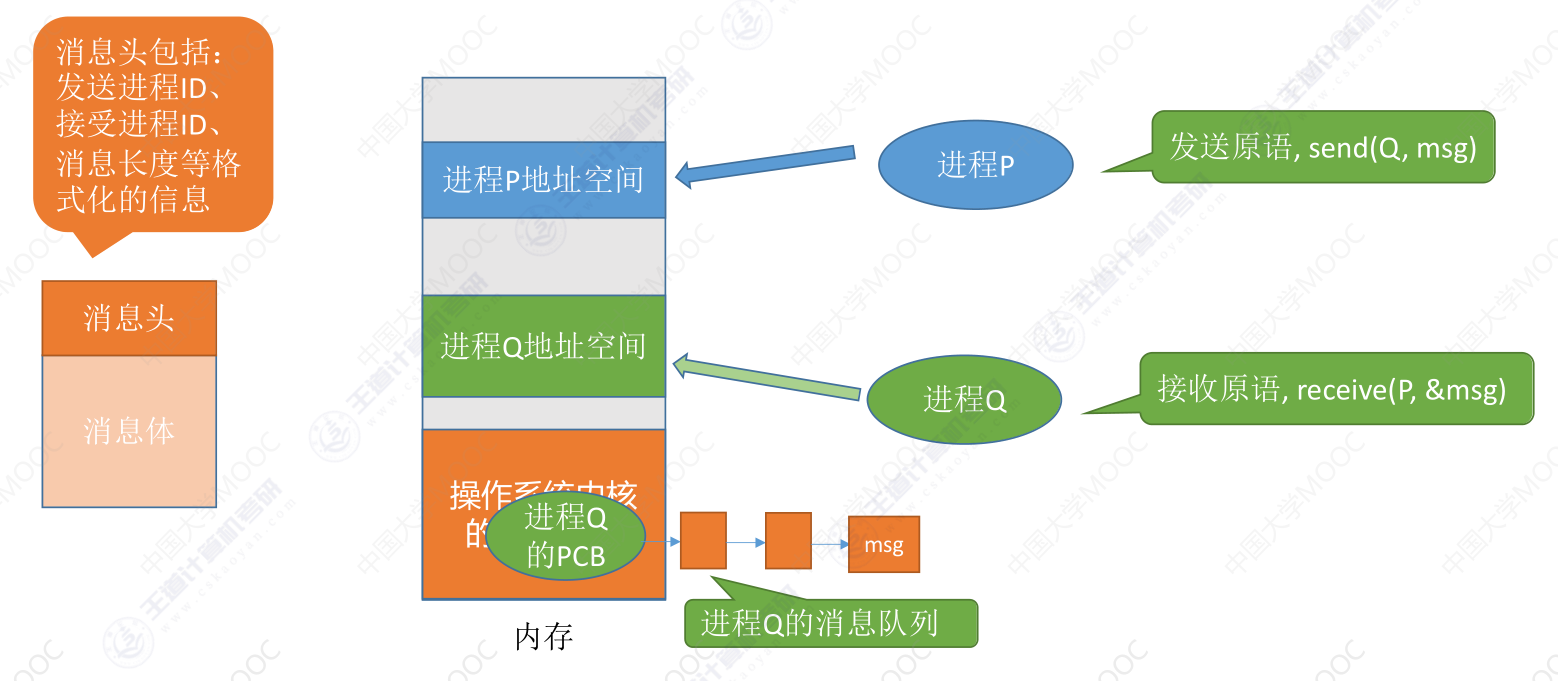 消息头包括：
发送进程ID、
接受进程ID、
消息长度等格
式化的信息
消息头
消息体
进程P地址空间
进程Q地址空间
操作系统内核
的
进程Q
的PCB
msg
进程Q的消息队列
内存
进程P
发送原语, send(Q, msg)
进程Q
接收原语, receive(P, &msg)
中国大学MOOC
王道计算机考研
www.cskaoyan.com